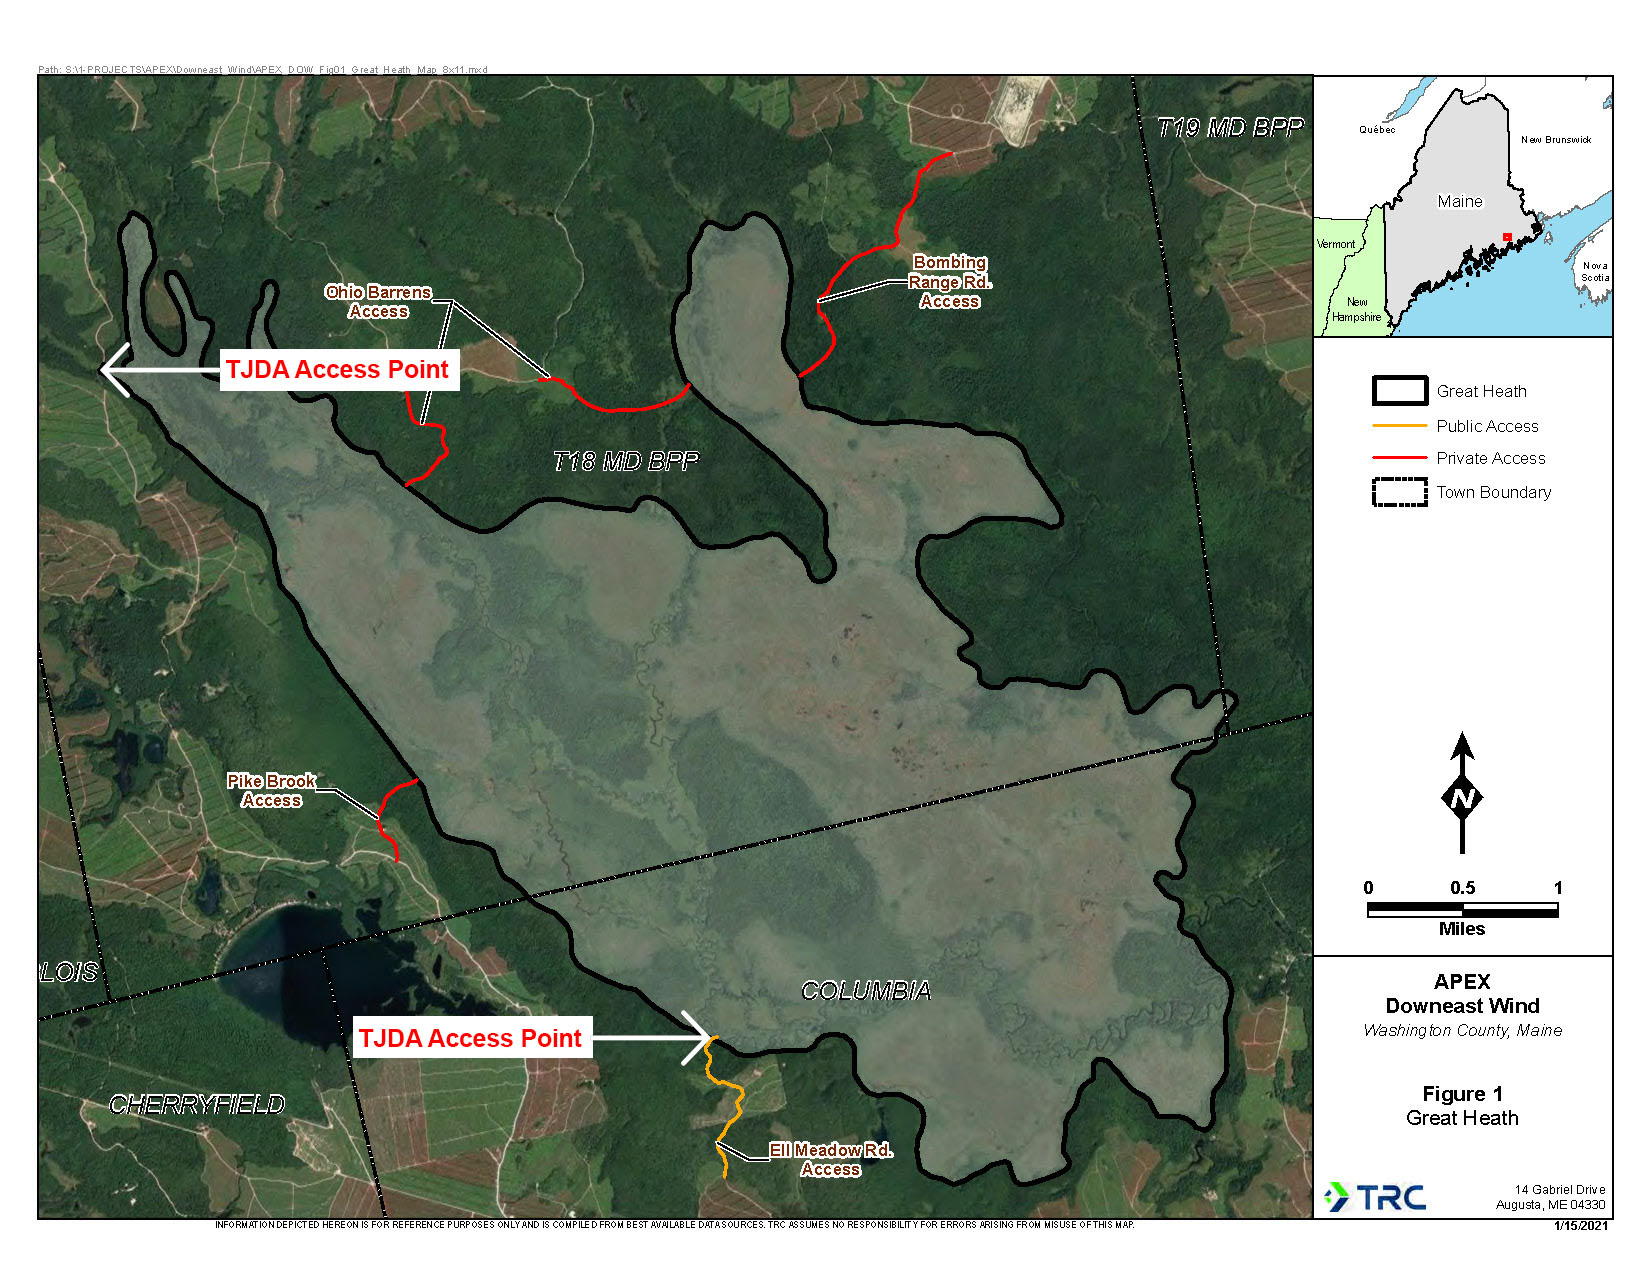 Path: S:\1-PROJECTS\APEX\Downeast_Wind\APEX_DOW_Fig01_Great_Heath_Map_8x11.mxd
T19 MD BPP
Bombing
Range Rd.
Access
Ohio Barrens
Access
TJDA Access Point
T18 MD BPP
Pike Brook
Access
LOIS
COLUMBIA
TJDA Access Point
CHERRYFIELD
Ell Meadow Rd.
Access
Québec
New Brunswick
Maine
Vermont
Nova
Scotia
New
Hampshire
Great Heath
Public Access
Private Access
Town Boundary
N
0 0.5 1
Miles
APEX
Downeast Wind
Washington County, Maine
Figure 1
Great Heath
TRC
14 Gabriel Drive
Augusta, ME 04330
INFORMATION DEPICTED HEREON IS FOR REFERENCE PURPOSES ONLY AND IS COMPILED FROM BEST AVAILABLE DATA SOURCES. TRC ASSUMES NO RESPONSIBILITY FOR ERRORS ARISING FROM MISUSE OF THIS MAP.
1/15/2021